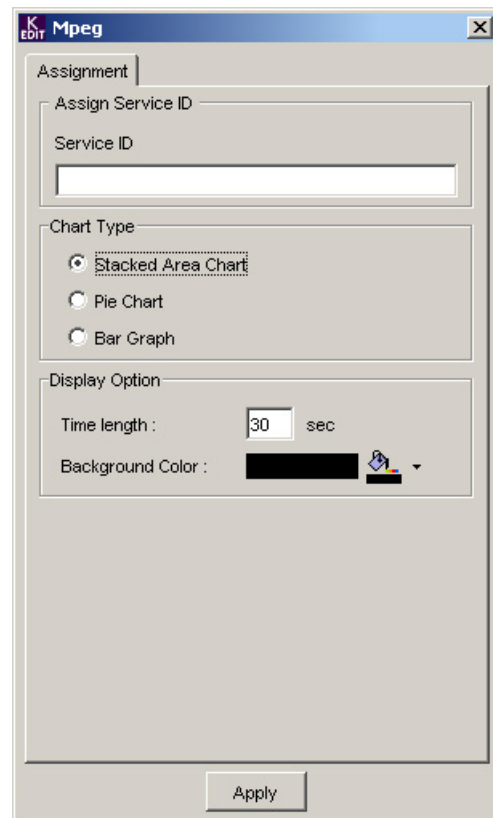 K EDIT Mpeg
Assignment
Assign Service ID
Service ID
Chart Type
Stacked Area Chart
Pie Chart
Bar Graph
Display Option
Time length : 30 sec
Background Color :
Apply